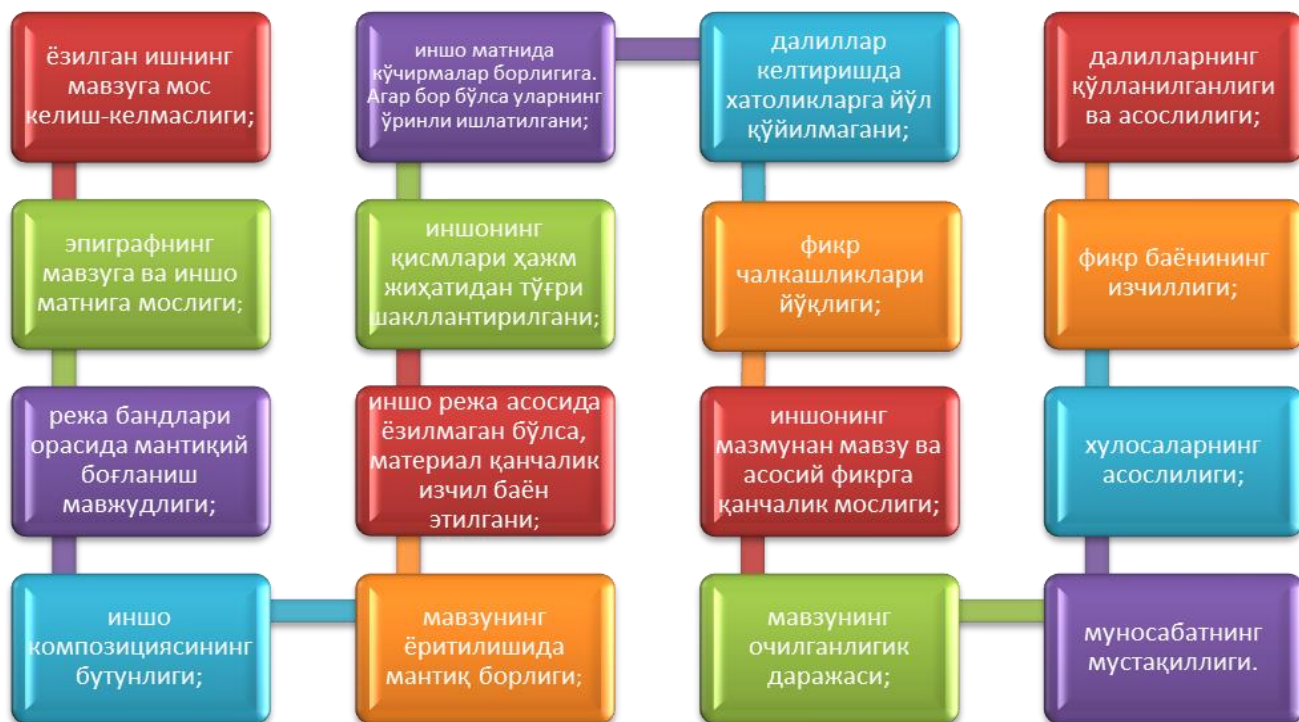 ёзилган ишнинг
мавзуга мос
келиш-келмаслиги;
эпиграфнинг
мавзуга ва иншо
матнига мослиги;
режа бандлари
орасида мантиқий
боғланиш
мавжудлиги;
иншо
композициясининг
бутунлиги;
мавзунинг
ёритилишида
мантиқ борлиги;
иншо режа асосида
ёзилмаган бўлса,
материал қанчалик
изчил баён
этилгани;
иншонинг
қисмлари ҳажм
жиҳатидан тўғри
шакллантирилгани;
иншо матнида
кўчирмалар борлигига.
Агар бор бўлса уларнинг
ўринли ишлатилгани;
далиллар
келтиришда
хатоликларга йўл
қўйилмагани;
фикр
чалкашликлари
йўқлиги;
иншонинг
мазмунан мавзу ва
асосий фикрга
қанчалик мослиги;
мавзунинг
очилганлигик
даражаси;
муносабатнинг
мустақиллиги.
хулосаларнинг
асослилиги;
фикр баёнининг
изчиллиги;
далилларнинг
қўлланилганлиги
ва асослилиги;